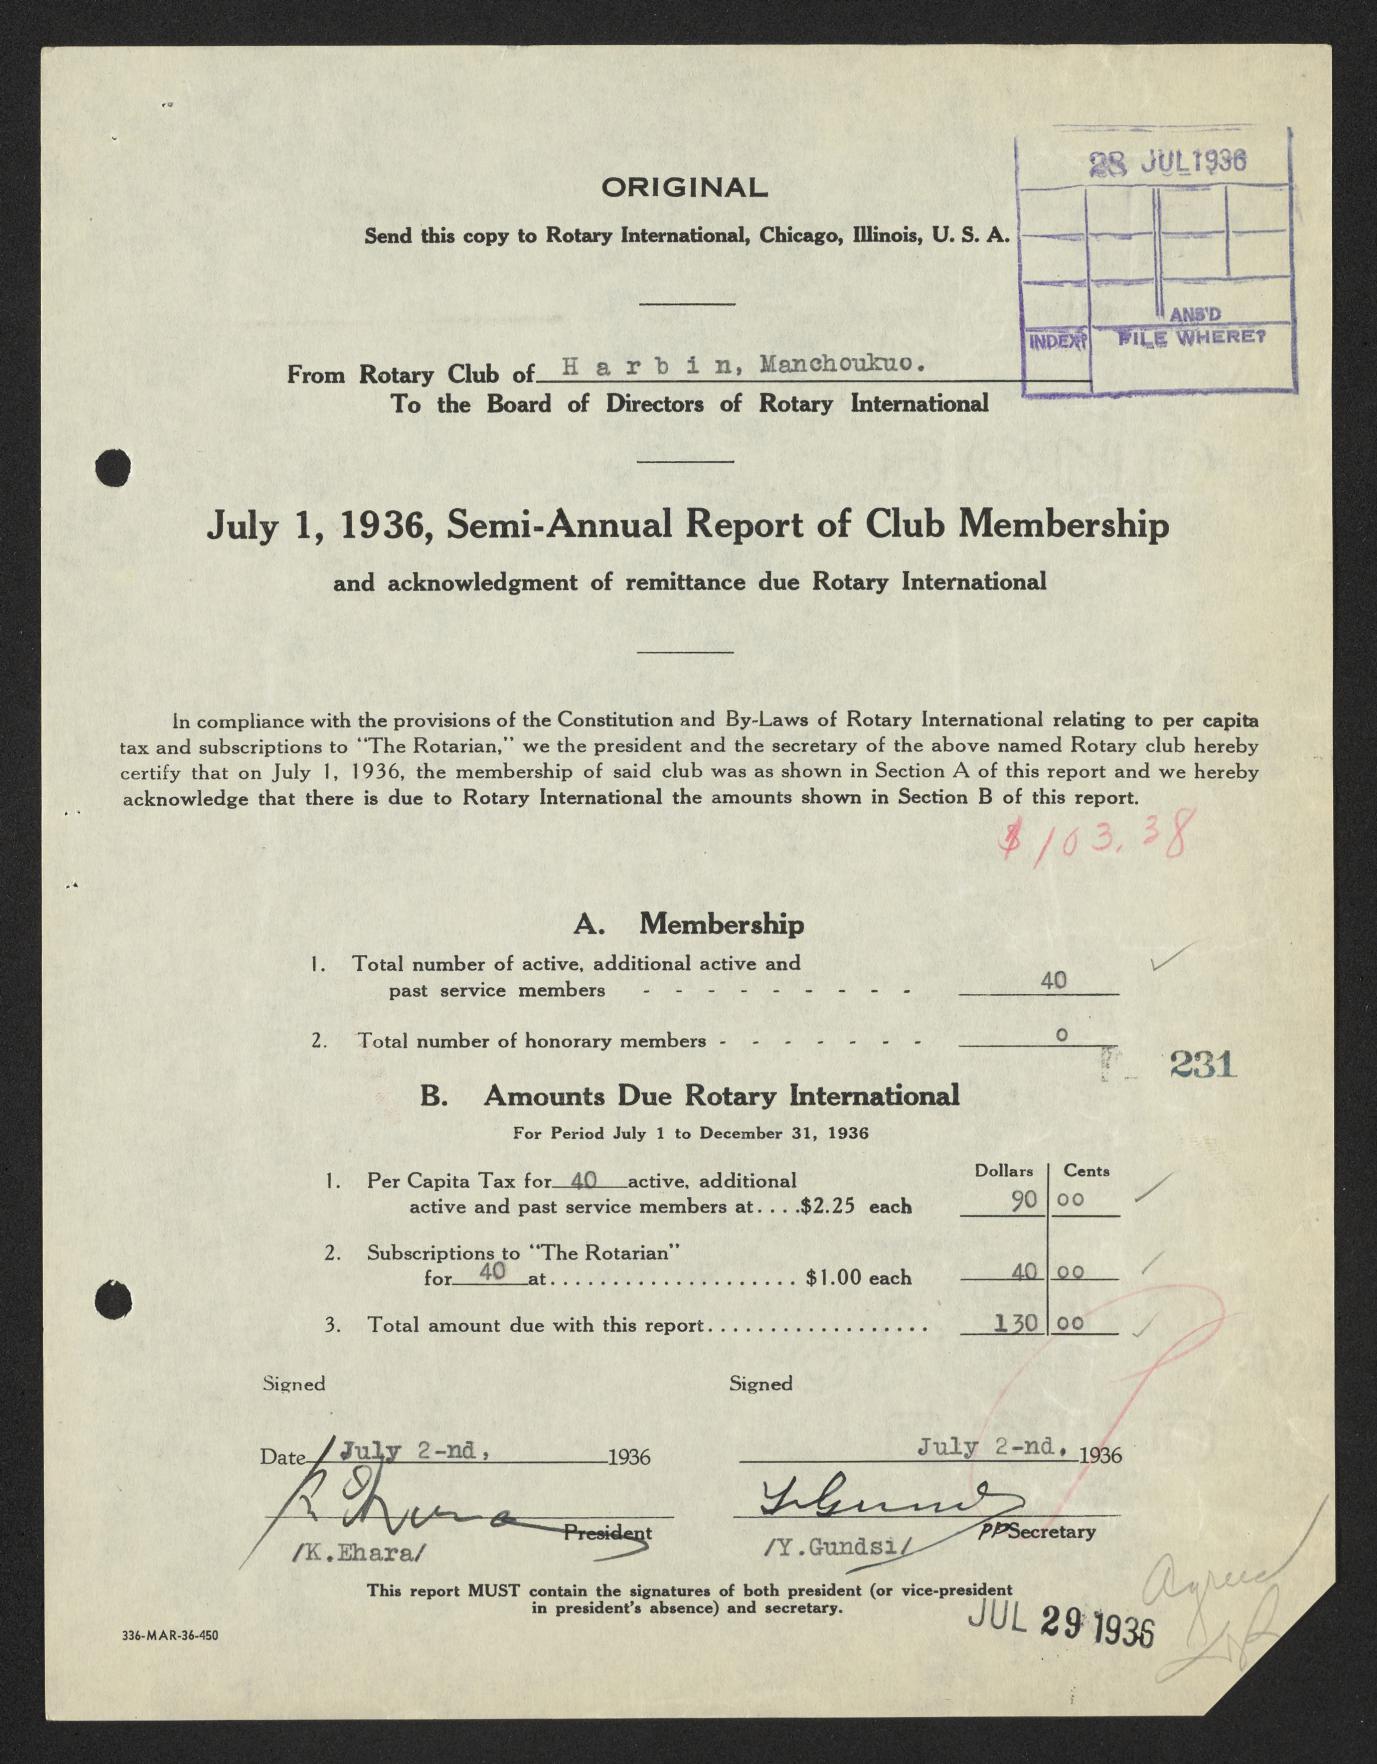 ORIGINAL
28 JUL 1936
Send this copy to Rotary International, Chicago, Illinois, U. S. A.
ANS'D
INDEX?
FILE WHERE?
From Rotary Club of H a r b i n, Manchoukuo.
To the Board of Directors of Rotary International
July 1, 1936, Semi-Annual Report of Club Membership
and acknowledgment of remittance due Rotary International
In compliance with the provisions of the Constitution and By-Laws of Rotary International relating to per capita
tax and subscriptions to "The Rotarian," we the president and the secretary of the above named Rotary club hereby
certify that on July 1, 1936, the membership of said club was as shown in Section A of this report and we hereby
acknowledge that there is due to Rotary International the amounts shown in Section B of this report.
$103.38
A. Membership
1. Total number of active, additional active and
past service members - - - - - - - - - 40
2. Total number of honorary members - - - - - - - 0
231
B. Amounts Due Rotary International
For Period July 1 to December 31, 1936
Dollars Cents
1. Per Capita Tax for 40 active, additional
active and past service members at....$2.25 each 90 00
2. Subscriptions to "The Rotarian"
for 40 at.................... $1.00 each 40 00
3. Total amount due with this report.................. 130 00
Signed Signed
Date July 2-nd, 1936 July 2-nd. 1936
K Ehara Y Gundsi
President PP Secretary
/K.Ehara/ /Y.Gundsi/
Agreed
This report MUST contain the signatures of both president (or vice-president
in president's absence) and secretary.
JUL 29 1936
336-MAR-36-450